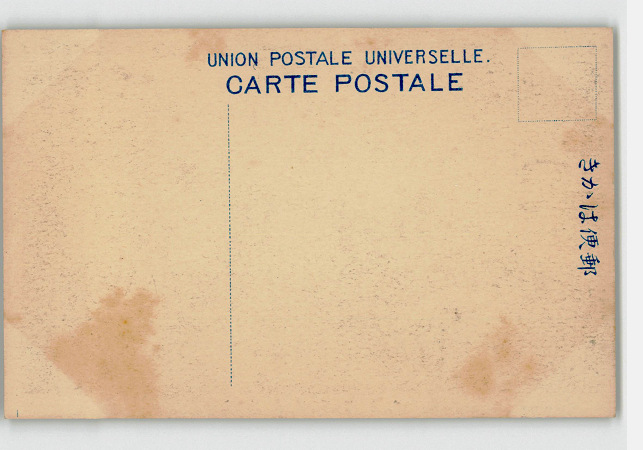 UNION POSTALE UNIVERSELLE.
CARTE POSTALE
きかは便郵